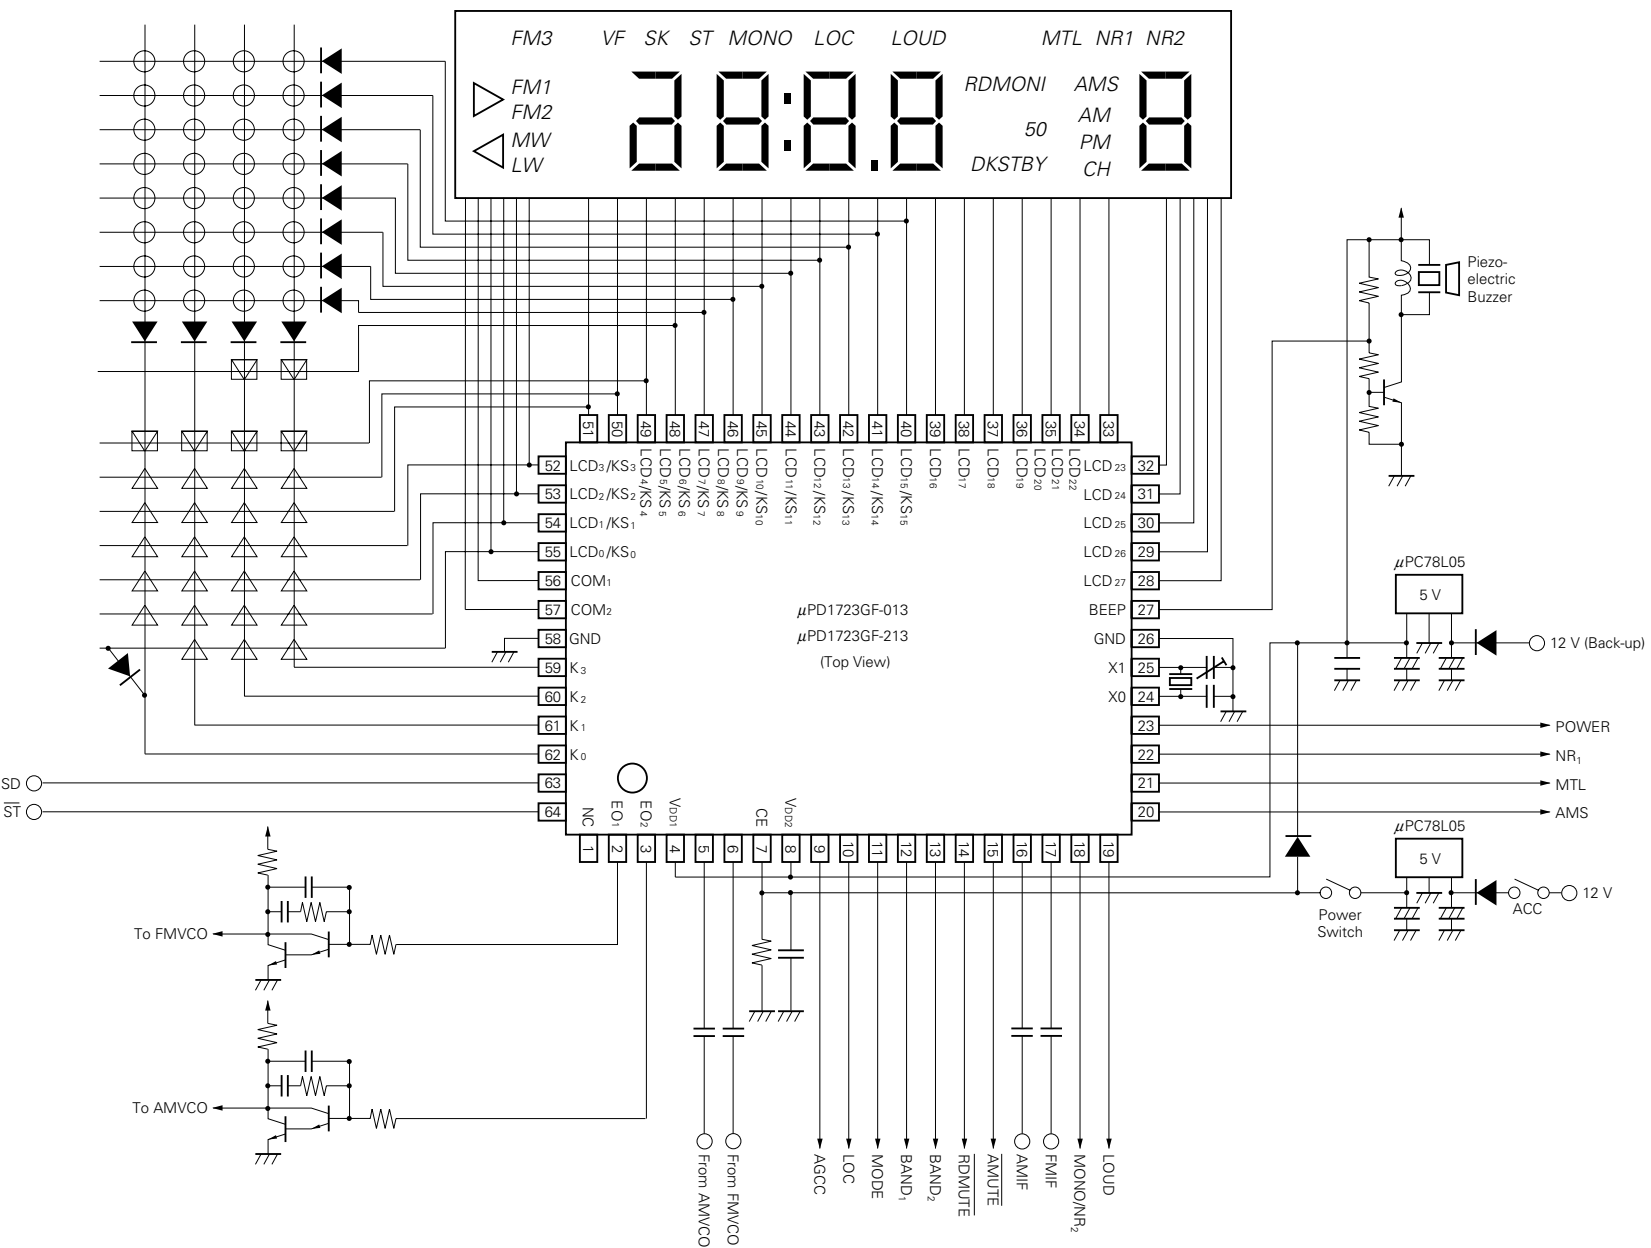 FM3 VF SK ST MONO LOC LOUD MTL NR1 NR2
FM1
FM2
MW
LW
28:8.8
RDMONI
50
DKSTBY
AMS
AM
PM
CH
8
Piezo-
electric
Buzzer
51 50 49 48 47 46 45 44 43 42 41 40 39 38 37 36 35 34 33
LCD4/KS4
LCD5/KS5
LCD6/KS6
LCD7/KS7
LCD8/KS8
LCD9/KS9
LCD10/KS10
LCD11/KS11
LCD12/KS12
LCD13/KS13
LCD14/KS14
LCD15/KS15
LCD16
LCD17
LCD18
LCD19
LCD20
LCD21
LCD22
52 LCD3/KS3
53 LCD2/KS2
54 LCD1/KS1
55 LCD0/KS0
56 COM1
57 COM2
58 GND
59 K3
60 K2
61 K1
62 K0
63
64
SD
S̅T̅
LCD23 32
LCD24 31
LCD25 30
LCD26 29
LCD27 28
BEEP 27
GND 26
X1 25
X0 24
23
22
21
20
μPD1723GF-013
μPD1723GF-213
(Top View)
μPC78L05
5 V
12 V (Back-up)
POWER
NR1
MTL
AMS
μPC78L05
5 V
Power
Switch
ACC
12 V
NC
EO1
EO2
VDD1
CE
VDD2
1 2 3 4 5 6 7 8 9 10 11 12 13 14 15 16 17 18 19
To FMVCO
To AMVCO
From AMVCO
From FMVCO
AGCC
LOC
MODE
BAND1
BAND2
R̅D̅M̅U̅T̅E̅
A̅M̅U̅T̅E̅
AMIF
FMIF
MONO/NR2
LOUD